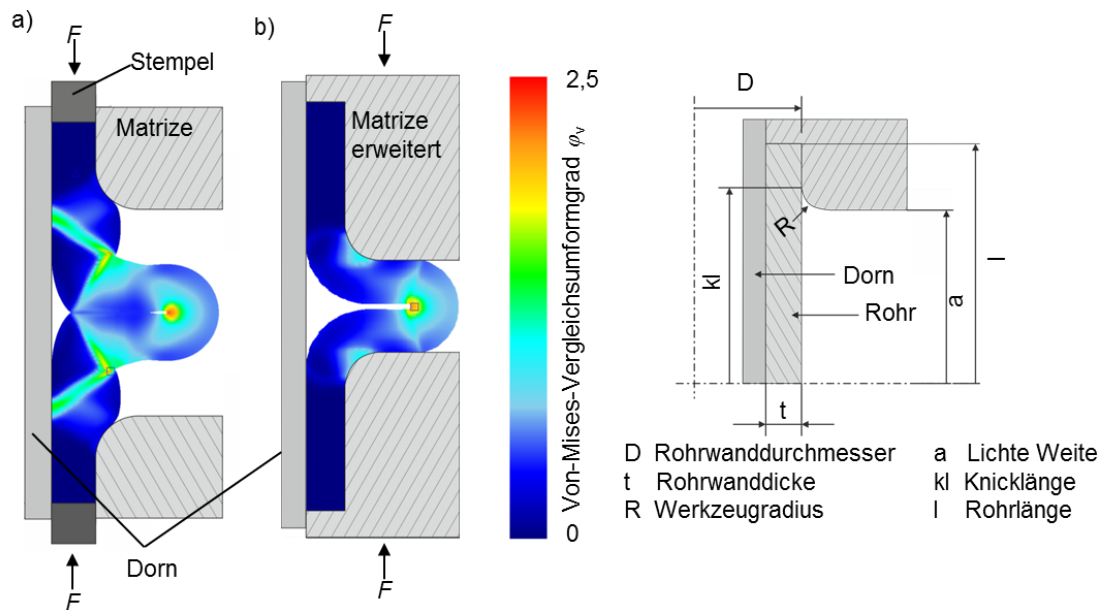 a)
F
Stempel
Matrize
b)
F
Matrize
erweitert
Dorn
F
F
2,5
Von-Mises-Vergleichsumformgrad φv
0
D
R
kl
Dorn
Rohr
a
l
t
D Rohrwanddurchmesser
t Rohrwanddicke
R Werkzeugradius
a Lichte Weite
kl Knicklänge
l Rohrlänge